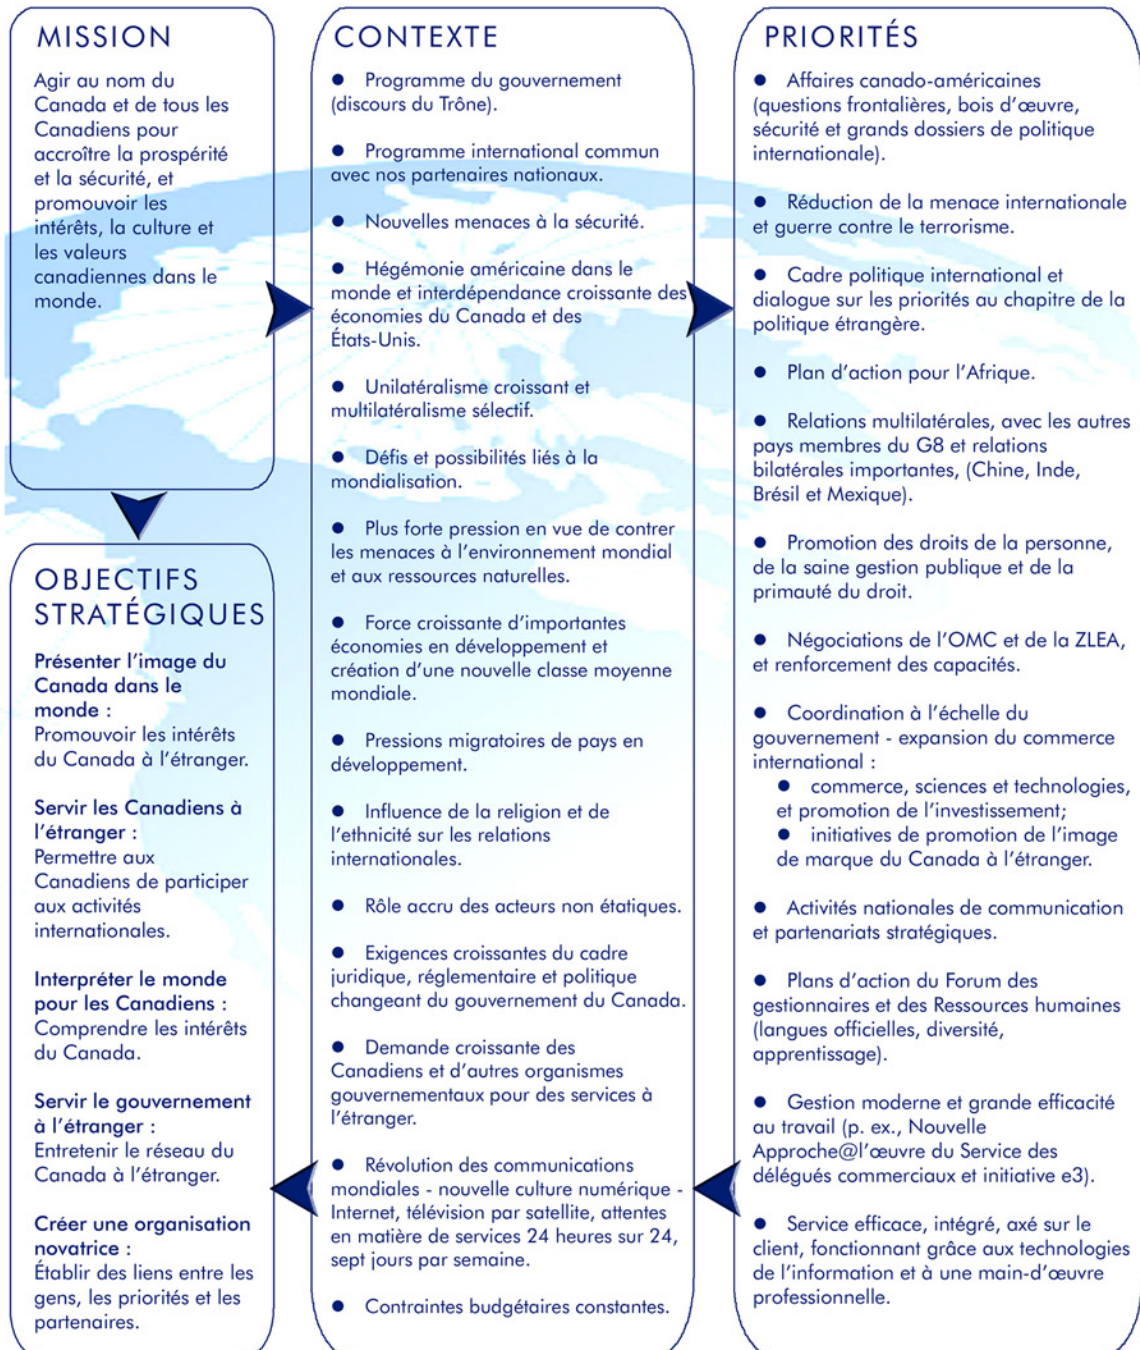 MISSION
Agir au nom du
Canada et de tous les
Canadiens pour
accroître la prospérité
et la sécurité, et
promouvoir les
intérêts, la culture et
les valeurs
canadiennes dans le
monde.
OBJECTIFS
STRATÉGIQUES
Présenter l'image du
Canada dans le
monde :
Promouvoir les intérêts
du Canada à l'étranger.
Servir les Canadiens à
l'étranger :
Permettre aux
Canadiens de participer
aux activités
internationales.
Interpréter le monde
pour les Canadiens :
Comprendre les intérêts
du Canada.
Servir le gouvernement
à l'étranger :
Entretenir le réseau du
Canada à l'étranger.
Créer une organisation
novatrice :
Établir des liens entre les
gens, les priorités et les
partenaires.
CONTEXTE
● Programme du gouvernement
(discours du Trône).
● Programme international commun
avec nos partenaires nationaux.
● Nouvelles menaces à la sécurité.
● Hégémonie américaine dans le
monde et interdépendance croissante des
économies du Canada et des
États-Unis.
● Unilatéralisme croissant et
multilatéralisme sélectif.
● Défis et possibilités liés à la
mondialisation.
● Plus forte pression en vue de contrer
les menaces à l'environnement mondial
et aux ressources naturelles.
● Force croissante d'importantes
économies en développement et
création d'une nouvelle classe moyenne
mondiale.
● Pressions migratoires de pays en
développement.
● Influence de la religion et de
l'ethnicité sur les relations
internationales.
● Rôle accru des acteurs non étatiques.
● Exigences croissantes du cadre
juridique, réglementaire et politique
changeant du gouvernement du Canada.
● Demande croissante des
Canadiens et d'autres organismes
gouvernementaux pour des services à
l'étranger.
● Révolution des communications
mondiales - nouvelle culture numérique -
Internet, télévision par satellite, attentes
en matière de services 24 heures sur 24,
sept jours par semaine.
● Contraintes budgétaires constantes.
PRIORITÉS
● Affaires canado-américaines
(questions frontalières, bois d'œuvre,
sécurité et grands dossiers de politique
internationale).
● Réduction de la menace internationale
et guerre contre le terrorisme.
● Cadre politique international et
dialogue sur les priorités au chapitre de la
politique étrangère.
● Plan d'action pour l'Afrique.
● Relations multilatérales, avec les autres
pays membres du G8 et relations
bilatérales importantes, (Chine, Inde,
Brésil et Mexique).
● Promotion des droits de la personne,
de la saine gestion publique et de la
primauté du droit.
● Négociations de l'OMC et de la ZLEA,
et renforcement des capacités.
● Coordination à l'échelle du
gouvernement - expansion du commerce
international :
● commerce, sciences et technologies,
et promotion de l'investissement;
● initiatives de promotion de l'image
de marque du Canada à l'étranger.
● Activités nationales de communication
et partenariats stratégiques.
● Plans d'action du Forum des
gestionnaires et des Ressources humaines
(langues officielles, diversité,
apprentissage).
● Gestion moderne et grande efficacité
au travail (p. ex., Nouvelle
Approche@l'œuvre du Service des
délégués commerciaux et initiative e3).
● Service efficace, intégré, axé sur le
client, fonctionnant grâce aux technologies
de l'information et à une main-d'œuvre
professionnelle.